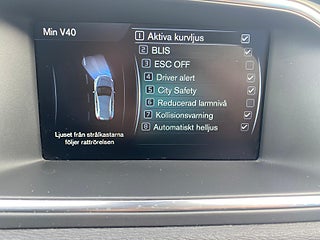 Min V40
1 Aktiva kurvljus
2 BLIS
3 ESC OFF
4 Driver alert
5 City Safety
6 Reducerad larmnivå
7 Kollisionsvarning
8 Automatiskt helljus
Ljuset från strålkastarna
följer rattrörelsen